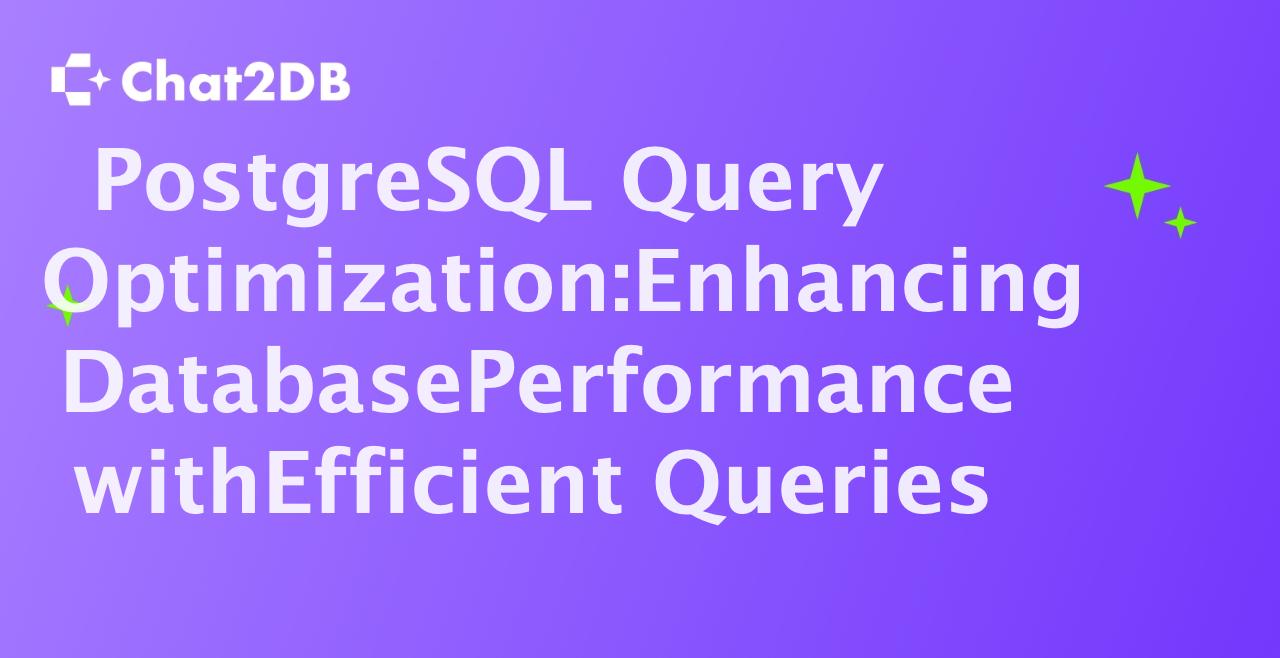 Chat2DB
PostgreSQL Query
Optimization:Enhancing
DatabasePerformance
withEfficient Queries